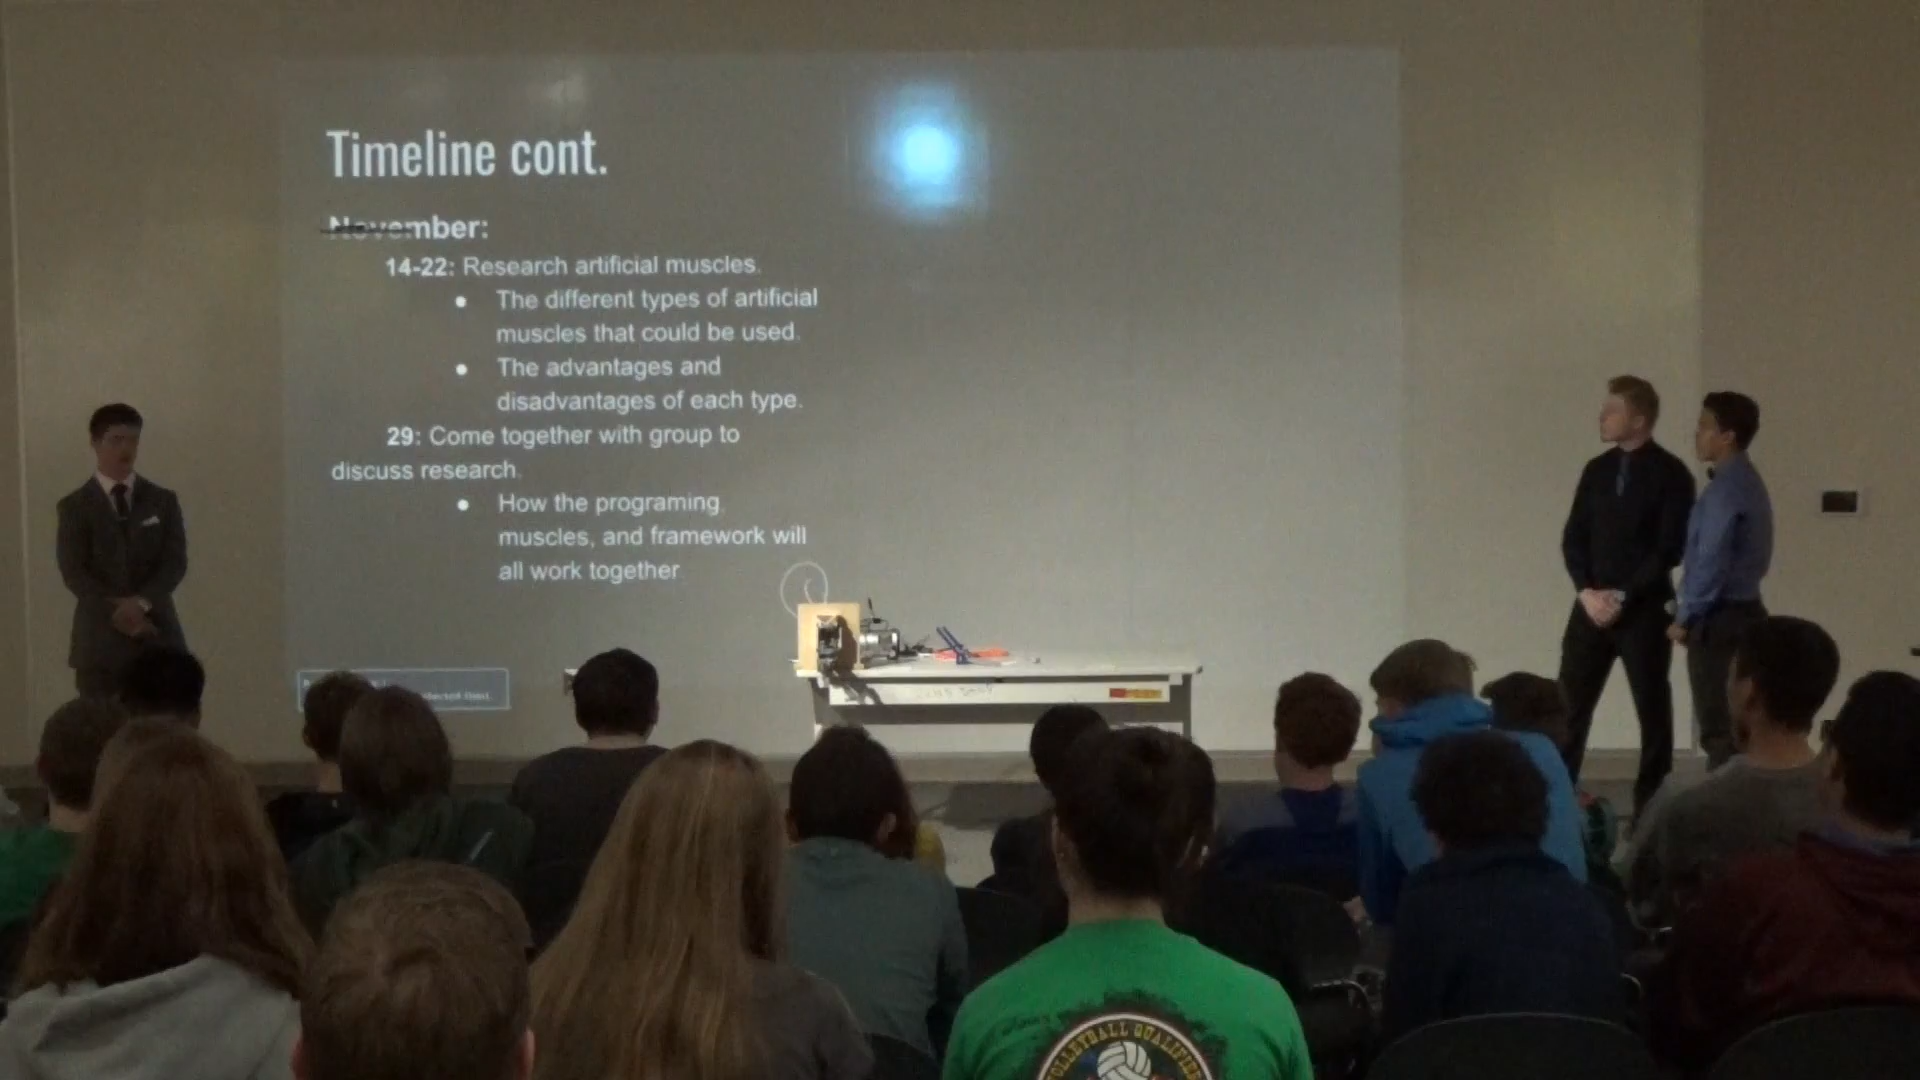 Timeline cont.
November:
14-22: Research artificial muscles.
● The different types of artificial
muscles that could be used.
● The advantages and
disadvantages of each type.
29: Come together with group to
discuss research.
● How the programing
muscles, and framework will
all work together
VOLLEYBALL QUALIFIER